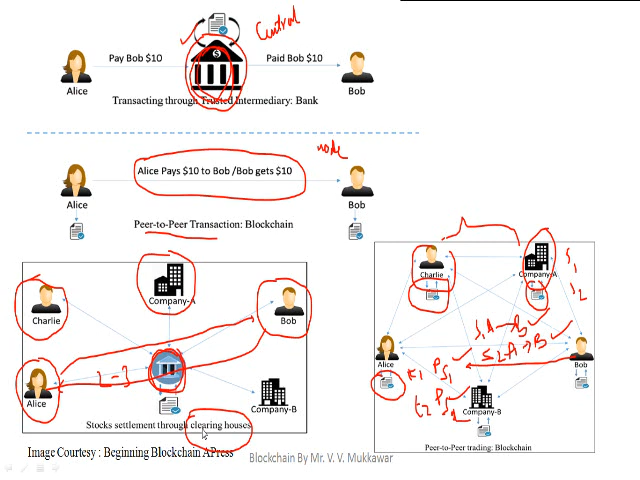 Central
Pay Bob $10
Paid Bob $10
Alice
Bob
Transacting through Trusted Intermediary: Bank
node
Alice Pays $10 to Bob /Bob gets $10
Alice
Bob
Peer-to-Peer Transaction: Blockchain
Charlie
Company-A
Bob
Alice
Company-B
Stocks settlement through clearing houses
Charlie
Company-A
S1
S2
Alice
Bob
Company-B
Peer-to-Peer trading: Blockchain
Image Courtesy : Beginning Blockchain APress
Blockchain By Mr. V. V. Mukkawar